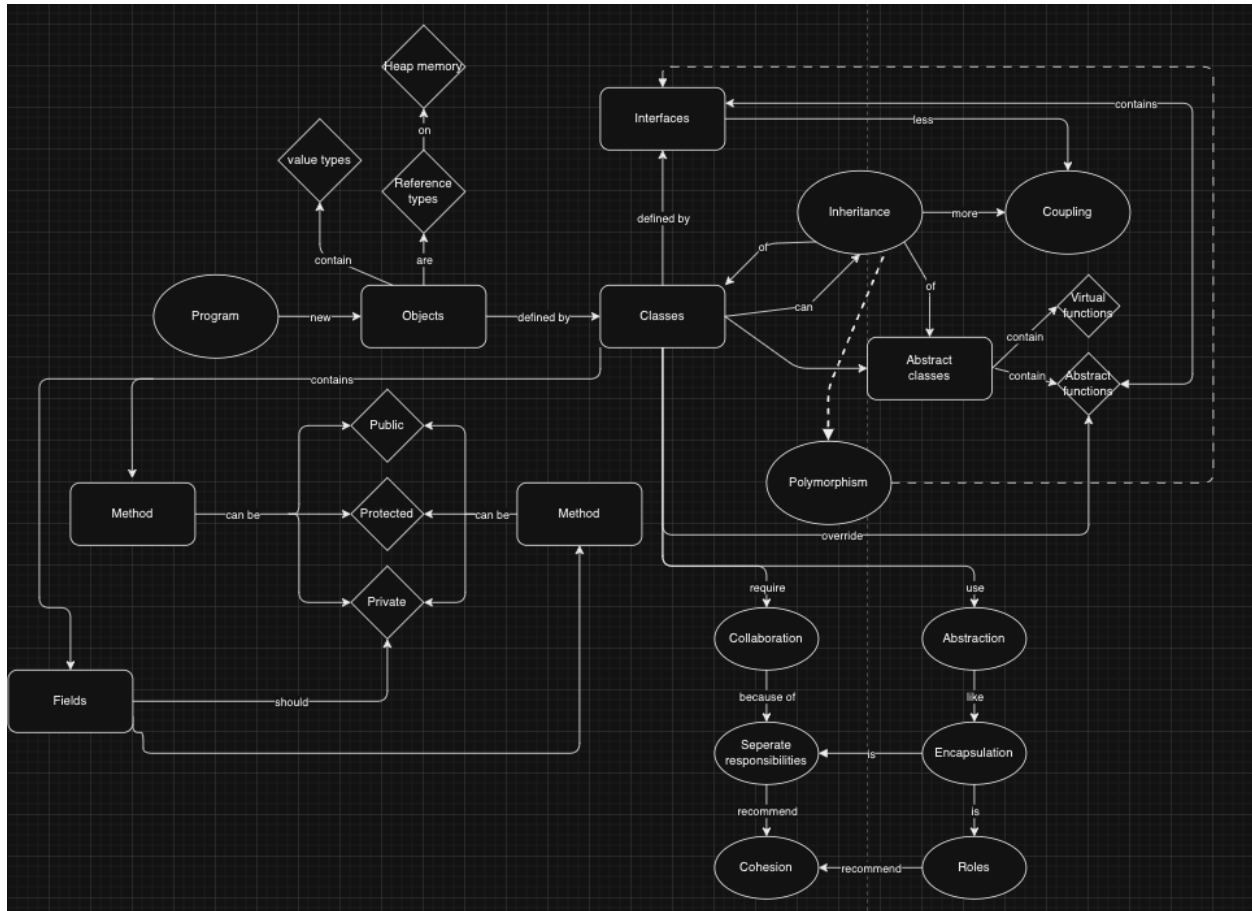 Heap memory
Interfaces
contains
less
on
value types
Reference
types
Inheritance
more
Coupling
defined by
of
contain
are
of
Virtual
functions
can
Program
new
Objects
defined by
Classes
contain
Abstract
classes
contain
Abstract
functions
contains
Public
Polymorphism
Method
can be
Protected
can be
Method
override
Private
require
use
Collaboration
Abstraction
Fields
should
because of
like
Seperate
responsibilities
is
Encapsulation
recommend
is
Cohesion
recommend
Roles